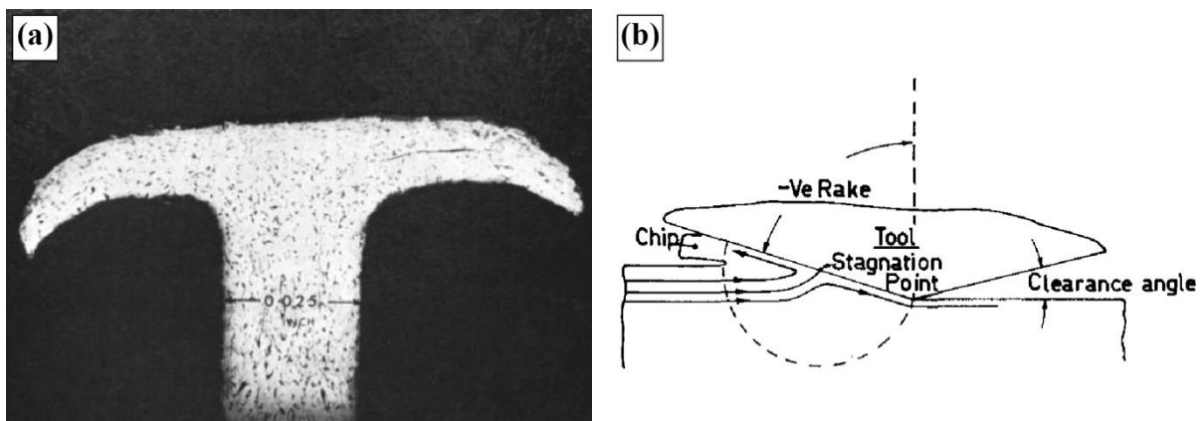 (a)
0.025
INCH
(b)
-Ve Rake
Chip
Tool
Stagnation
Point
Clearance angle